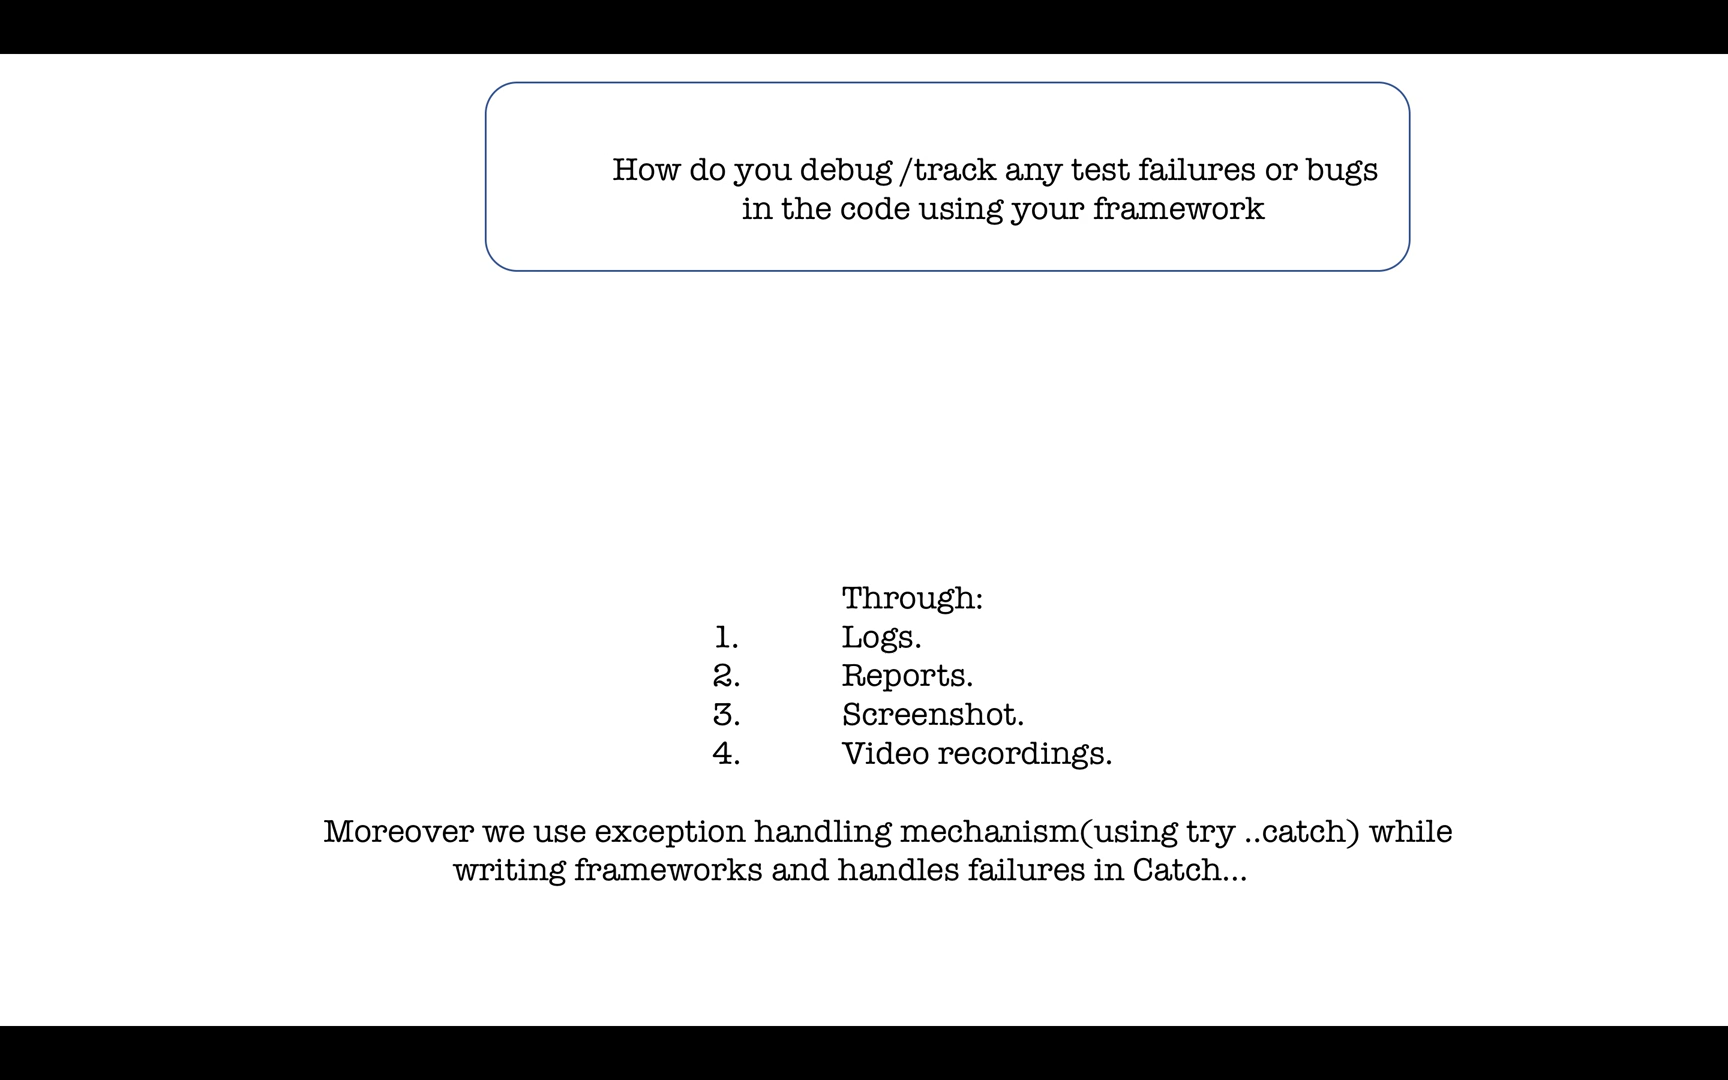 How do you debug /track any test failures or bugs
in the code using your framework
Through:
1. Logs.
2. Reports.
3. Screenshot.
4. Video recordings.
Moreover we use exception handling mechanism(using try ..catch) while
writing frameworks and handles failures in Catch...